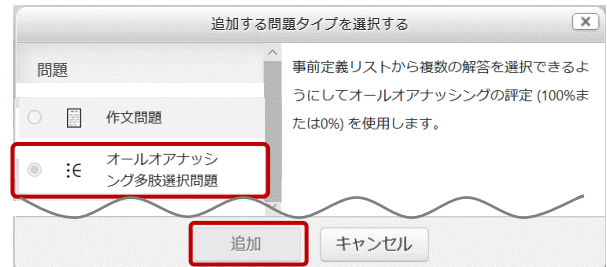 追加する問題タイプを選択する
問題
作文問題
オールオアナッシ
ング多肢選択問題
事前定義リストから複数の解答を選択できるよ
うにしてオールオアナッシングの評定 (100%ま
たは0%) を使用します。
追加
キャンセル